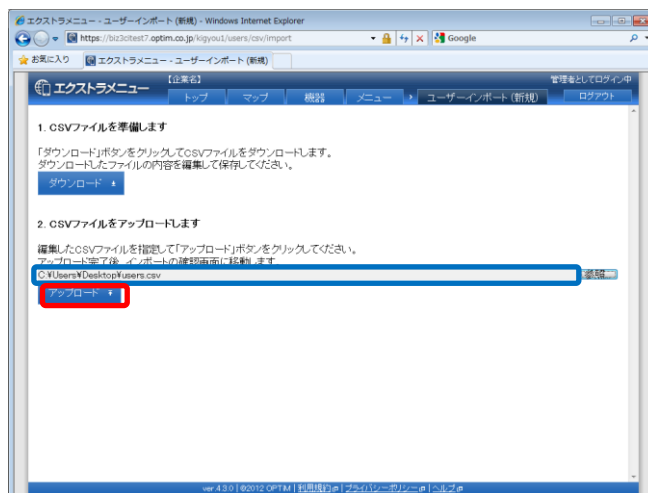 エクストラメニュー - ユーザーインポート (新規) - Windows Internet Explorer
https://biz3citest7.optim.co.jp/kigyou1/users/csv/import
Google
お気に入り
エクストラメニュー - ユーザーインポート (新規)
エクストラメニュー
【企業名】
管理者としてログイン中
トップ
マップ
機器
メニュー
ユーザーインポート (新規)
ログアウト
1. CSVファイルを準備します
「ダウンロード」ボタンをクリックしてCSVファイルをダウンロードします。
ダウンロードしたファイルの内容を編集して保存してください。
ダウンロード
2. CSVファイルをアップロードします
編集したCSVファイルを指定して「アップロード」ボタンをクリックしてください。
アップロード完了後、インポートの確認画面に移動します。
C:¥Users¥Desktop¥users.csv
参照...
アップロード
ver.4.3.0 | ©2012 OPTiM | 利用規約 | プライバシーポリシー | ヘルプ